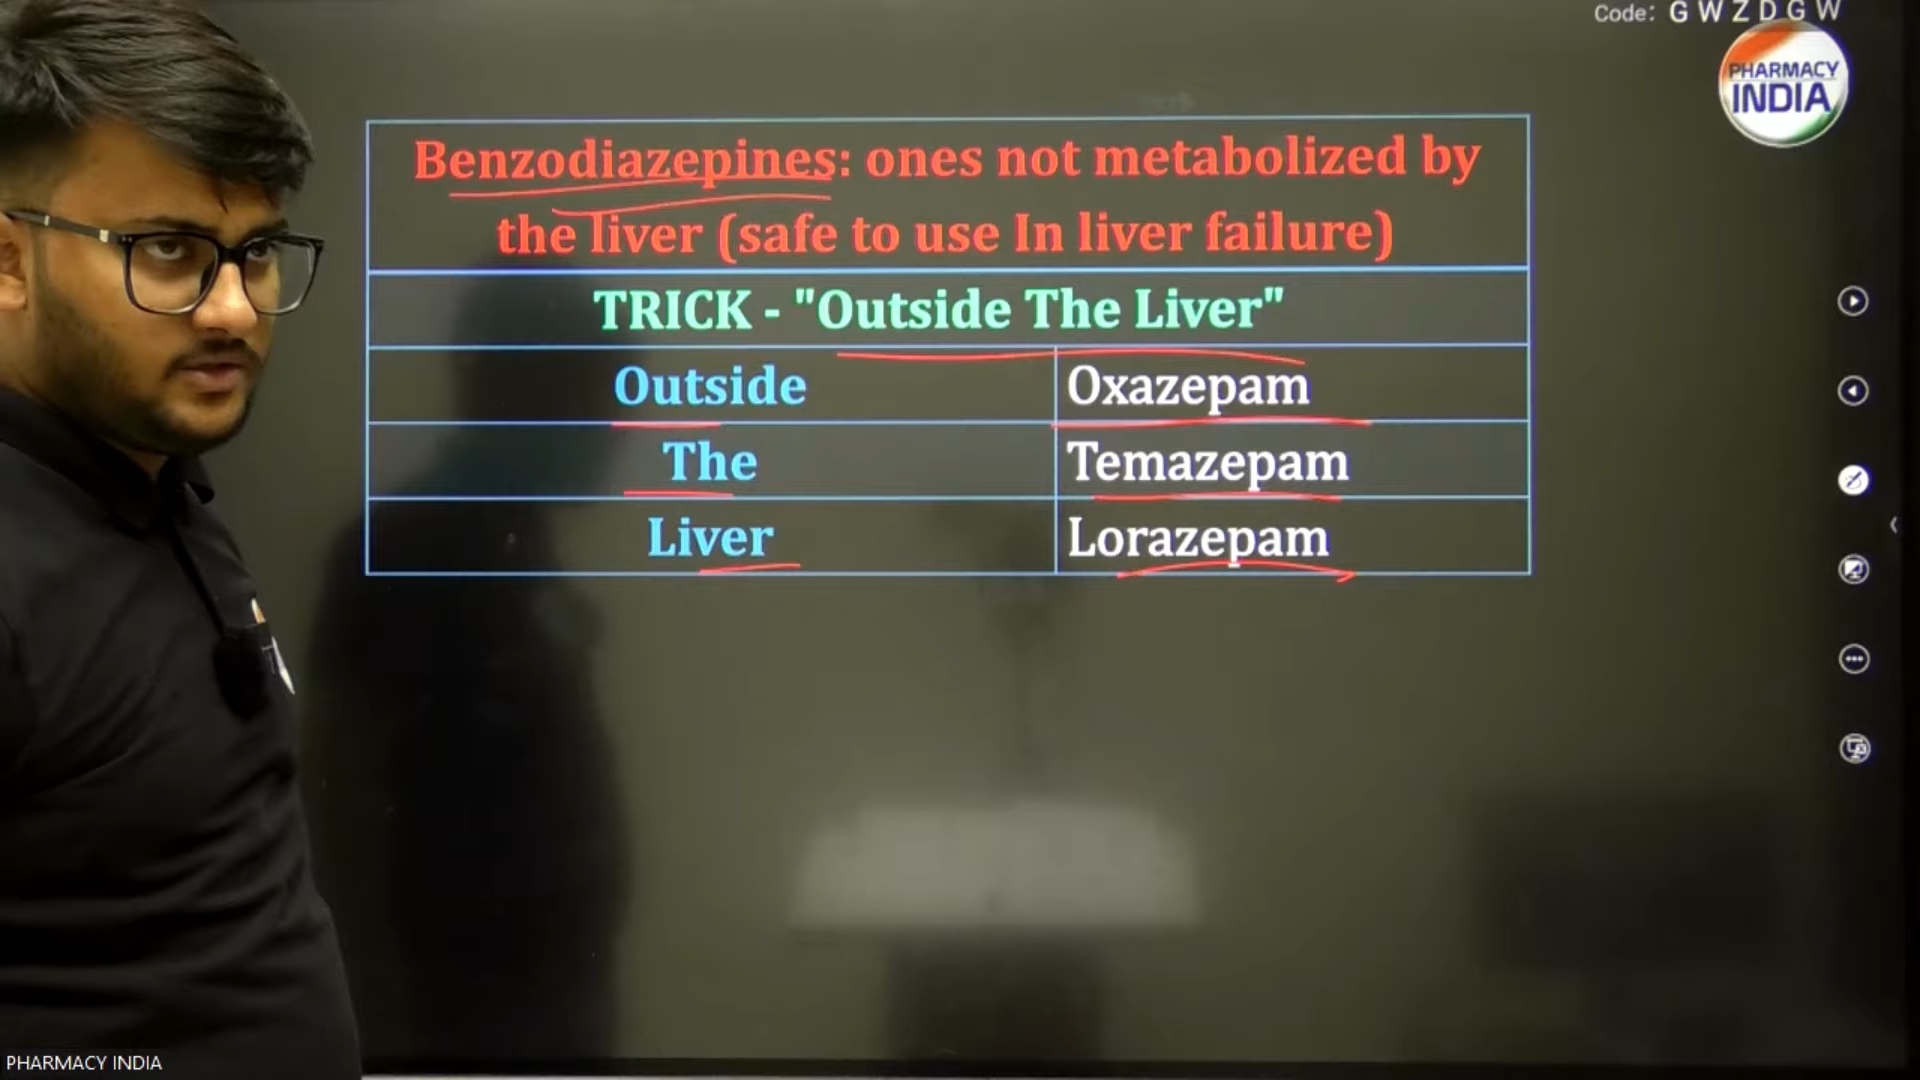 Code: G W Z D G W
PHARMACY
INDIA
Benzodiazepines: ones not metabolized by
the liver (safe to use In liver failure)
TRICK - "Outside The Liver"
Outside Oxazepam
The Temazepam
Liver Lorazepam
PHARMACY INDIA